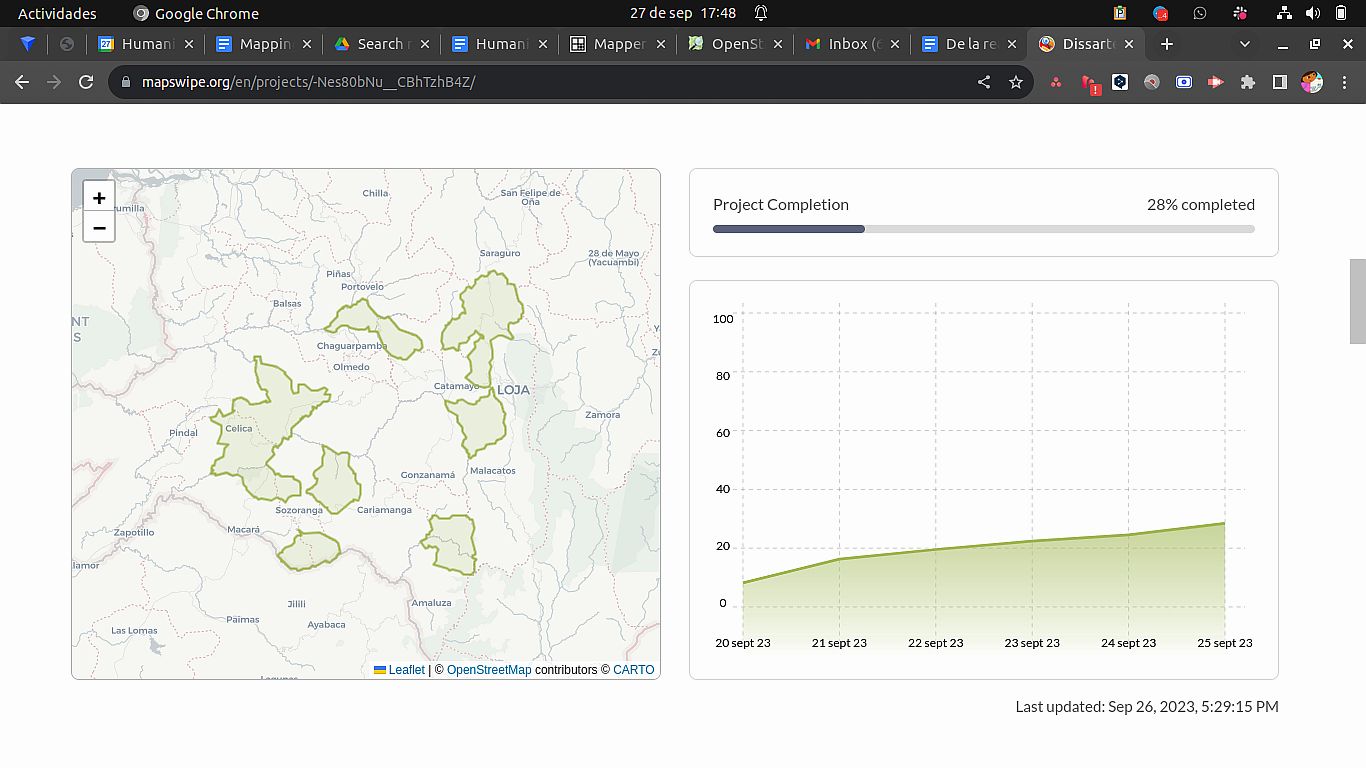 Actividades
Google Chrome
27 de sep 17:48
Humani
Mappin
Search r
Humani
Mapper
OpenSt
Inbox (6
De la re
Dissarte
mapswipe.org/en/projects/-Nes80bNu__CBhTzhB4Z/
+
−
Chilla
San Felipe de
Oña
Saraguro
28 de Mayo
(Yacuambi)
Piñas
Portovelo
Balsas
Chaguarpamba
Olmedo
Catamayo
LOJA
Zamora
Pindal
Celica
Gonzanamá
Malacatos
Sozoranga
Cariamanga
Macará
Zapotillo
Jilili
Amaluza
Païmas
Ayabaca
Las Lomas
Leaflet | © OpenStreetMap contributors © CARTO
Project Completion
28% completed
100
80
60
40
20
0
20 sept 23
21 sept 23
22 sept 23
23 sept 23
24 sept 23
25 sept 23
Last updated: Sep 26, 2023, 5:29:15 PM